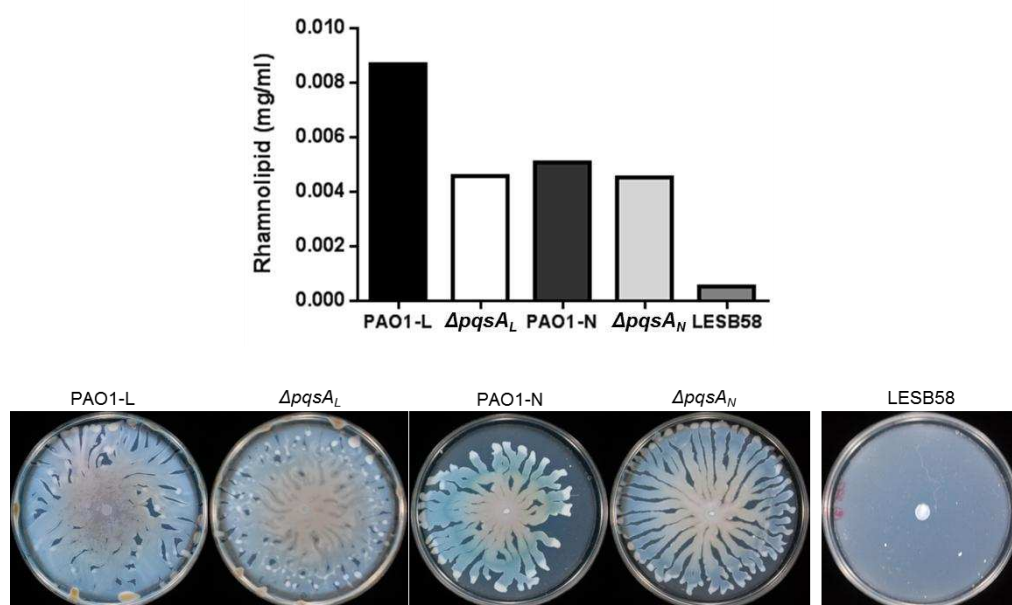 Rhamnolipid (mg/ml)
0.010
0.008
0.006
0.004
0.002
0.000
PAO1-L ΔpqsA_L PAO1-N ΔpqsA_N LESB58
PAO1-L ΔpqsA_L PAO1-N ΔpqsA_N LESB58